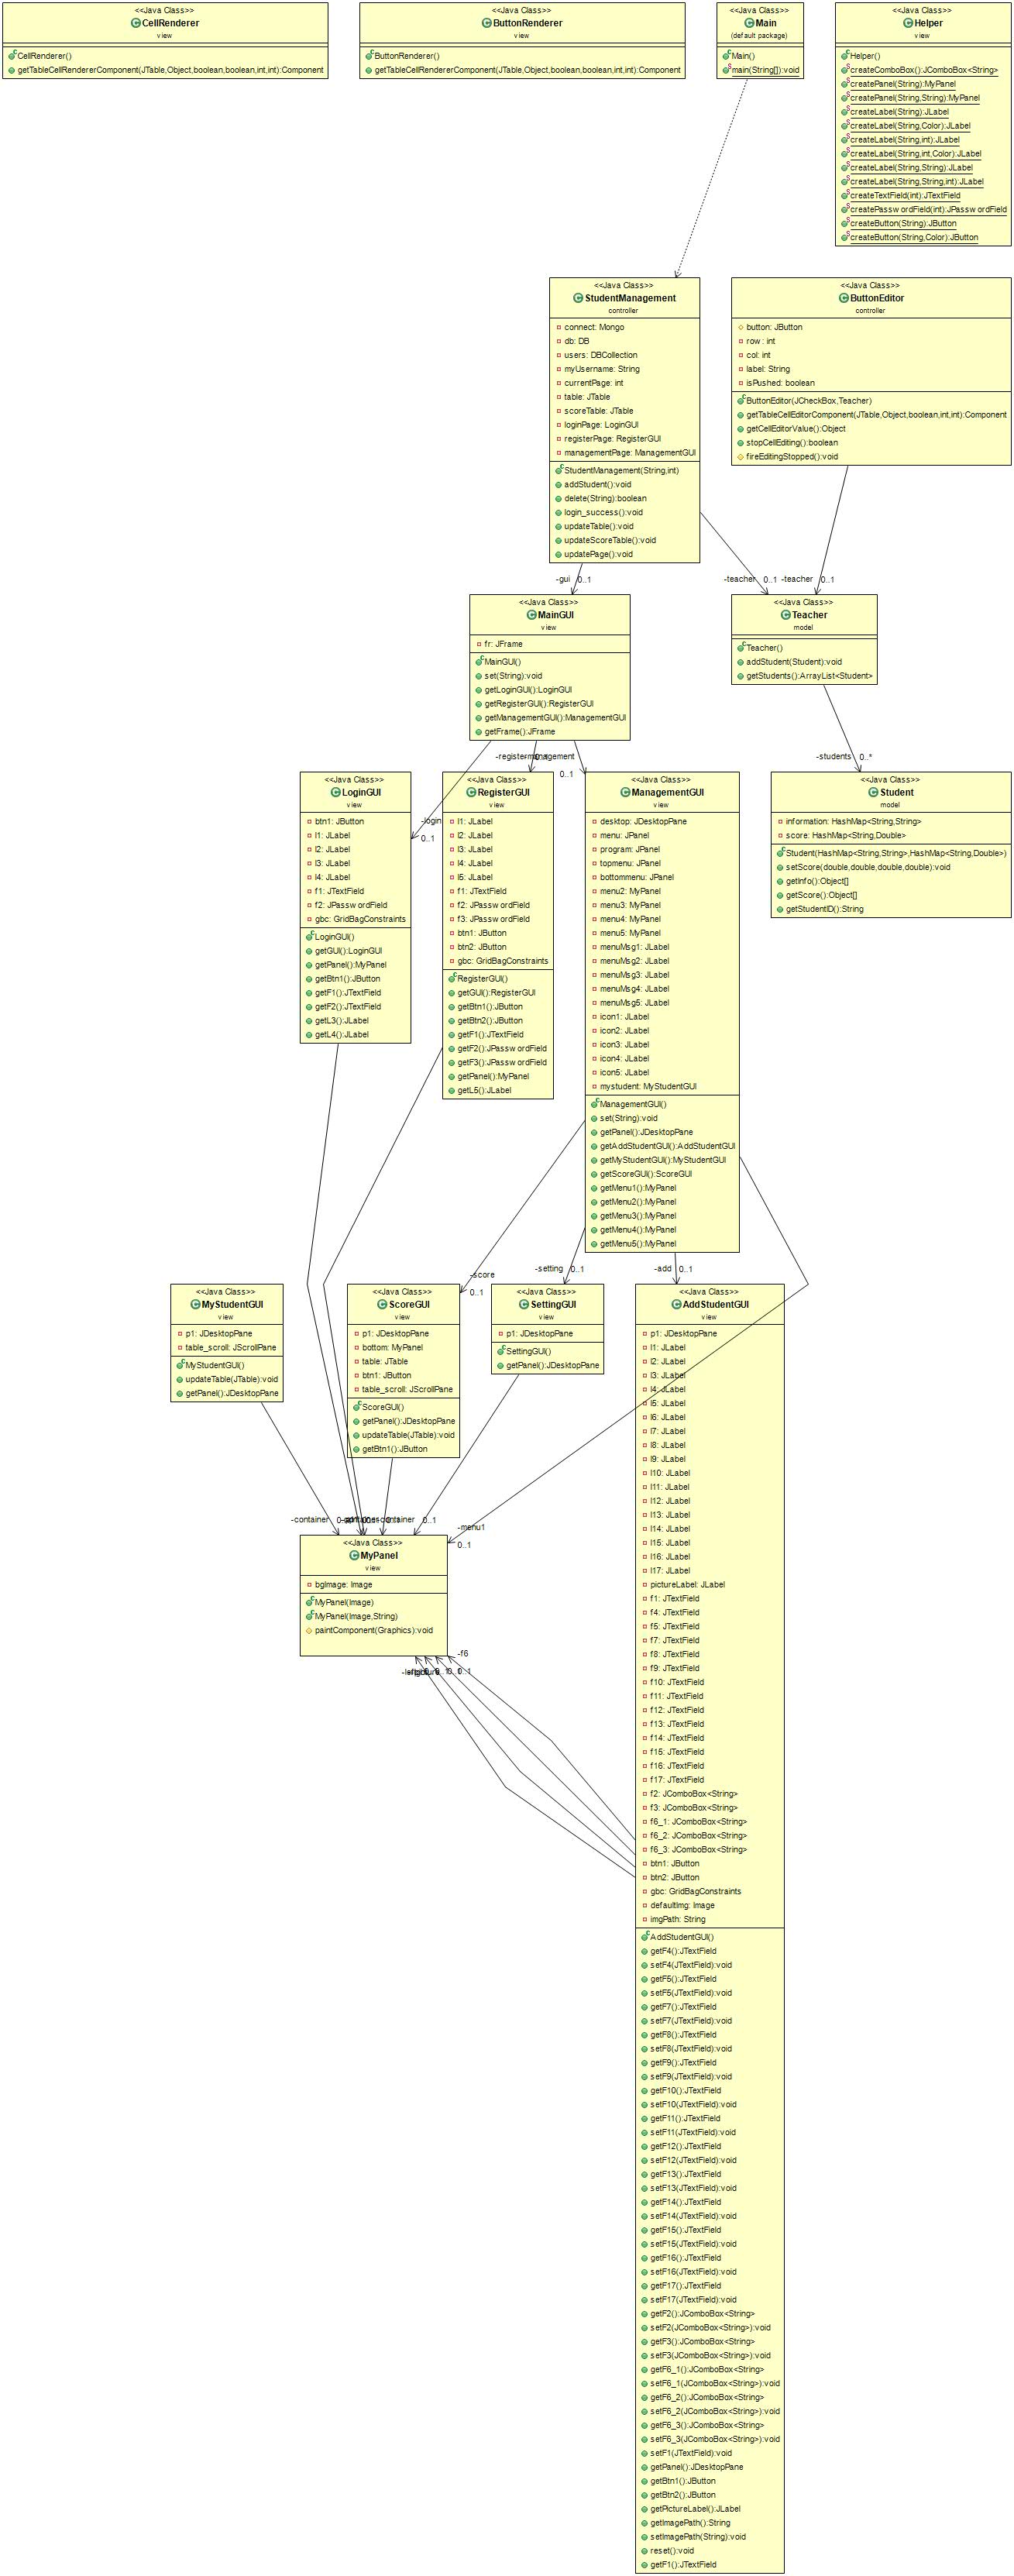 <<Java Class>>
CellRenderer
view
CellRenderer()
getTableCellRendererComponent(JTable,Object,boolean,boolean,int,int):Component
<<Java Class>>
ButtonRenderer
view
ButtonRenderer()
getTableCellRendererComponent(JTable,Object,boolean,boolean,int,int):Component
<<Java Class>>
Main
(default package)
Main()
main(String[]):void
<<Java Class>>
Helper
view
Helper()
createComboBox():JComboBox<String>
createPanel(String):MyPanel
createPanel(String,String):MyPanel
createLabel(String):JLabel
createLabel(String,Color):JLabel
createLabel(String,int):JLabel
createLabel(String,int,Color):JLabel
createLabel(String,String):JLabel
createLabel(String,String,int):JLabel
createTextField(int):JTextField
createPasswordField(int):JPasswordField
createButton(String):JButton
createButton(String,Color):JButton
<<Java Class>>
StudentManagement
controller
connect: Mongo
db: DB
users: DBCollection
myUsername: String
currentPage: int
table: JTable
scoreTable: JTable
loginPage: LoginGUI
registerPage: RegisterGUI
managementPage: ManagementGUI
StudentManagement(String,int)
addStudent():void
delete(String):boolean
login_success():void
updateTable():void
updateScoreTable():void
updatePage():void
<<Java Class>>
ButtonEditor
controller
button: JButton
row: int
col: int
label: String
isPushed: boolean
ButtonEditor(JCheckBox,Teacher)
getTableCellEditorComponent(JTable,Object,boolean,int,int):Component
getCellEditorValue():Object
stopCellEditing():boolean
fireEditingStopped():void
-gui 0..1
-teacher 0..1
-teacher 0..1
<<Java Class>>
MainGUI
view
fr: JFrame
MainGUI()
set(String):void
getLoginGUI():LoginGUI
getRegisterGUI():RegisterGUI
getManagementGUI():ManagementGUI
getFrame():JFrame
<<Java Class>>
Teacher
model
Teacher()
addStudent(Student):void
getStudents():ArrayList<Student>
-students 0..*
0..1
-login
0..1
<<Java Class>>
LoginGUI
view
btn1: JButton
l1: JLabel
l2: JLabel
l3: JLabel
l4: JLabel
f1: JTextField
f2: JPasswordField
gbc: GridBagConstraints
LoginGUI()
getGUI():LoginGUI
getPanel():MyPanel
getBtn1():JButton
getF1():JTextField
getF2():JTextField
getL3():JLabel
getL4():JLabel
<<Java Class>>
RegisterGUI
view
l1: JLabel
l2: JLabel
l3: JLabel
l4: JLabel
l5: JLabel
f1: JTextField
f2: JPasswordField
f3: JPasswordField
btn1: JButton
btn2: JButton
gbc: GridBagConstraints
RegisterGUI()
getGUI():RegisterGUI
getBtn1():JButton
getBtn2():JButton
getF1():JTextField
getF2():JPasswordField
getF3():JPasswordField
getPanel():MyPanel
getL5():JLabel
<<Java Class>>
ManagementGUI
view
desktop: JDesktopPane
menu: JPanel
program: JPanel
topmenu: JPanel
bottommenu: JPanel
menu2: MyPanel
menu3: MyPanel
menu4: MyPanel
menu5: MyPanel
menuMsg1: JLabel
menuMsg2: JLabel
menuMsg3: JLabel
menuMsg4: JLabel
menuMsg5: JLabel
icon1: JLabel
icon2: JLabel
icon3: JLabel
icon4: JLabel
icon5: JLabel
mystudent: MyStudentGUI
ManagementGUI()
set(String):void
getPanel():JDesktopPane
getAddStudentGUI():AddStudentGUI
getMyStudentGUI():MyStudentGUI
getScoreGUI():ScoreGUI
getMenu1():MyPanel
getMenu2():MyPanel
getMenu3():MyPanel
getMenu4():MyPanel
getMenu5():MyPanel
<<Java Class>>
Student
model
information: HashMap<String,String>
score: HashMap<String,Double>
Student(HashMap<String,String>,HashMap<String,Double>)
setScore(double,double,double,double):void
getInfo():Object[]
getScore():Object[]
getStudentID():String
-score
0..1
-setting 0..1
-add 0..1
<<Java Class>>
MyStudentGUI
view
p1: JDesktopPane
table_scroll: JScrollPane
MyStudentGUI()
updateTable(JTable):void
getPanel():JDesktopPane
<<Java Class>>
ScoreGUI
view
p1: JDesktopPane
bottom: MyPanel
table: JTable
btn1: JButton
table_scroll: JScrollPane
ScoreGUI()
getPanel():JDesktopPane
updateTable(JTable):void
getBtn1():JButton
<<Java Class>>
SettingGUI
view
p1: JDesktopPane
SettingGUI()
getPanel():JDesktopPane
<<Java Class>>
AddStudentGUI
view
p1: JDesktopPane
l1: JLabel
l2: JLabel
l3: JLabel
l4: JLabel
l5: JLabel
l6: JLabel
l7: JLabel
l8: JLabel
l9: JLabel
l10: JLabel
l11: JLabel
l12: JLabel
l13: JLabel
l14: JLabel
l15: JLabel
l16: JLabel
l17: JLabel
pictureLabel: JLabel
f1: JTextField
f4: JTextField
f5: JTextField
f7: JTextField
f8: JTextField
f9: JTextField
f10: JTextField
f11: JTextField
f12: JTextField
f13: JTextField
f14: JTextField
f15: JTextField
f16: JTextField
f17: JTextField
f2: JComboBox<String>
f3: JComboBox<String>
f6_1: JComboBox<String>
f6_2: JComboBox<String>
f6_3: JComboBox<String>
btn1: JButton
btn2: JButton
gbc: GridBagConstraints
defaultImg: Image
imgPath: String
AddStudentGUI()
getF4():JTextField
setF4(JTextField):void
getF5():JTextField
setF5(JTextField):void
getF7():JTextField
setF7(JTextField):void
getF8():JTextField
setF8(JTextField):void
getF9():JTextField
setF9(JTextField):void
getF10():JTextField
setF10(JTextField):void
getF11():JTextField
setF11(JTextField):void
getF12():JTextField
setF12(JTextField):void
getF13():JTextField
setF13(JTextField):void
getF14():JTextField
setF14(JTextField):void
getF15():JTextField
setF15(JTextField):void
getF16():JTextField
setF16(JTextField):void
getF17():JTextField
setF17(JTextField):void
getF2():JComboBox<String>
setF2(JComboBox<String>):void
getF3():JComboBox<String>
setF3(JComboBox<String>):void
getF6_1():JComboBox<String>
setF6_1(JComboBox<String>):void
getF6_2():JComboBox<String>
setF6_2(JComboBox<String>):void
getF6_3():JComboBox<String>
setF6_3(JComboBox<String>):void
setF1(JTextField):void
getPanel():JDesktopPane
getBtn1():JButton
getBtn2():JButton
getPictureLabel():JLabel
getImagePath():String
setImagePath(String):void
reset():void
getF1():JTextField
-container
0..1
-menu1
0..1
<<Java Class>>
MyPanel
view
bgImage: Image
MyPanel(Image)
MyPanel(Image,String)
paintComponent(Graphics):void
-f6
0..1